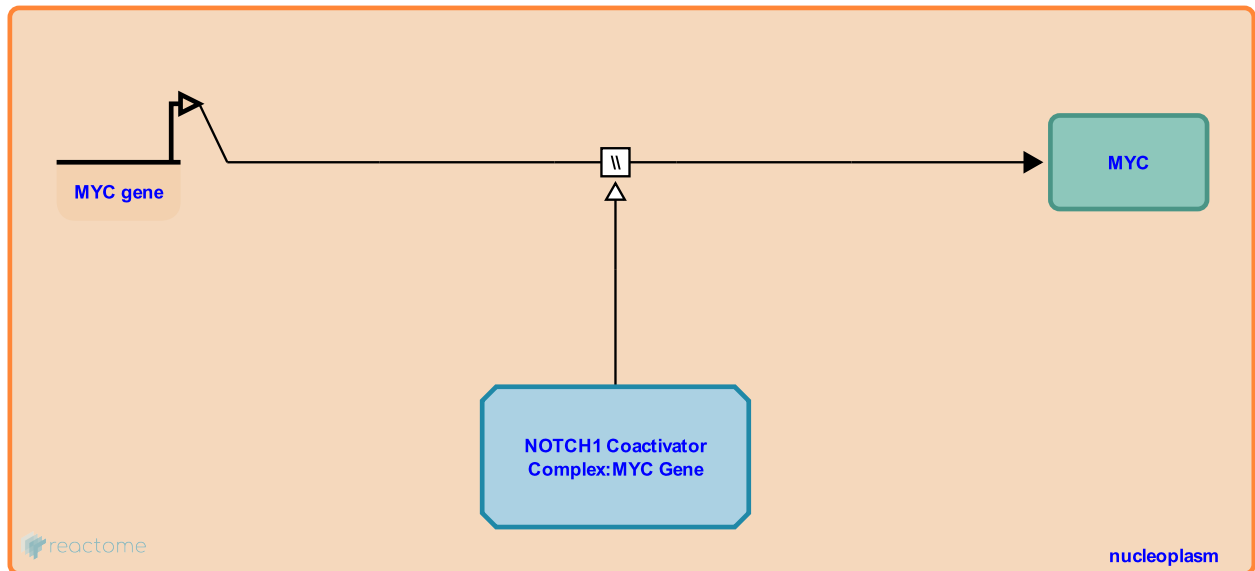 MYC gene
\\
MYC
NOTCH1 Coactivator
Complex:MYC Gene
reactome
nucleoplasm